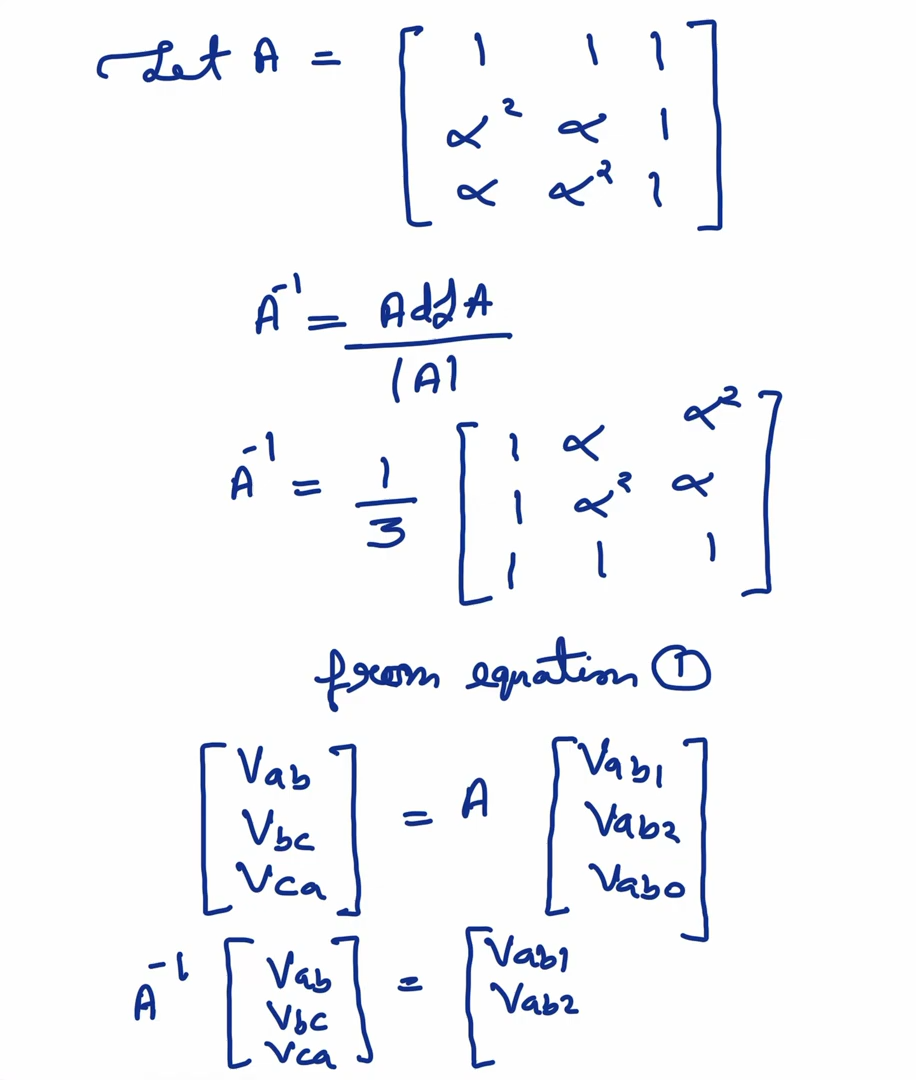 Let A = [ 1 1 1
α² α 1
α α² 1 ]
A⁻¹ = Adj A
|A|
A⁻¹ = 1/3 [ 1 α α²
1 α² α
1 1 1 ]
from equation ①
[ Vab
Vbc
Vca ] = A [ Vab1
Vab2
Vab0 ]
A⁻¹ [ Vab
Vbc
Vca ] = [ Vab1
Vab2